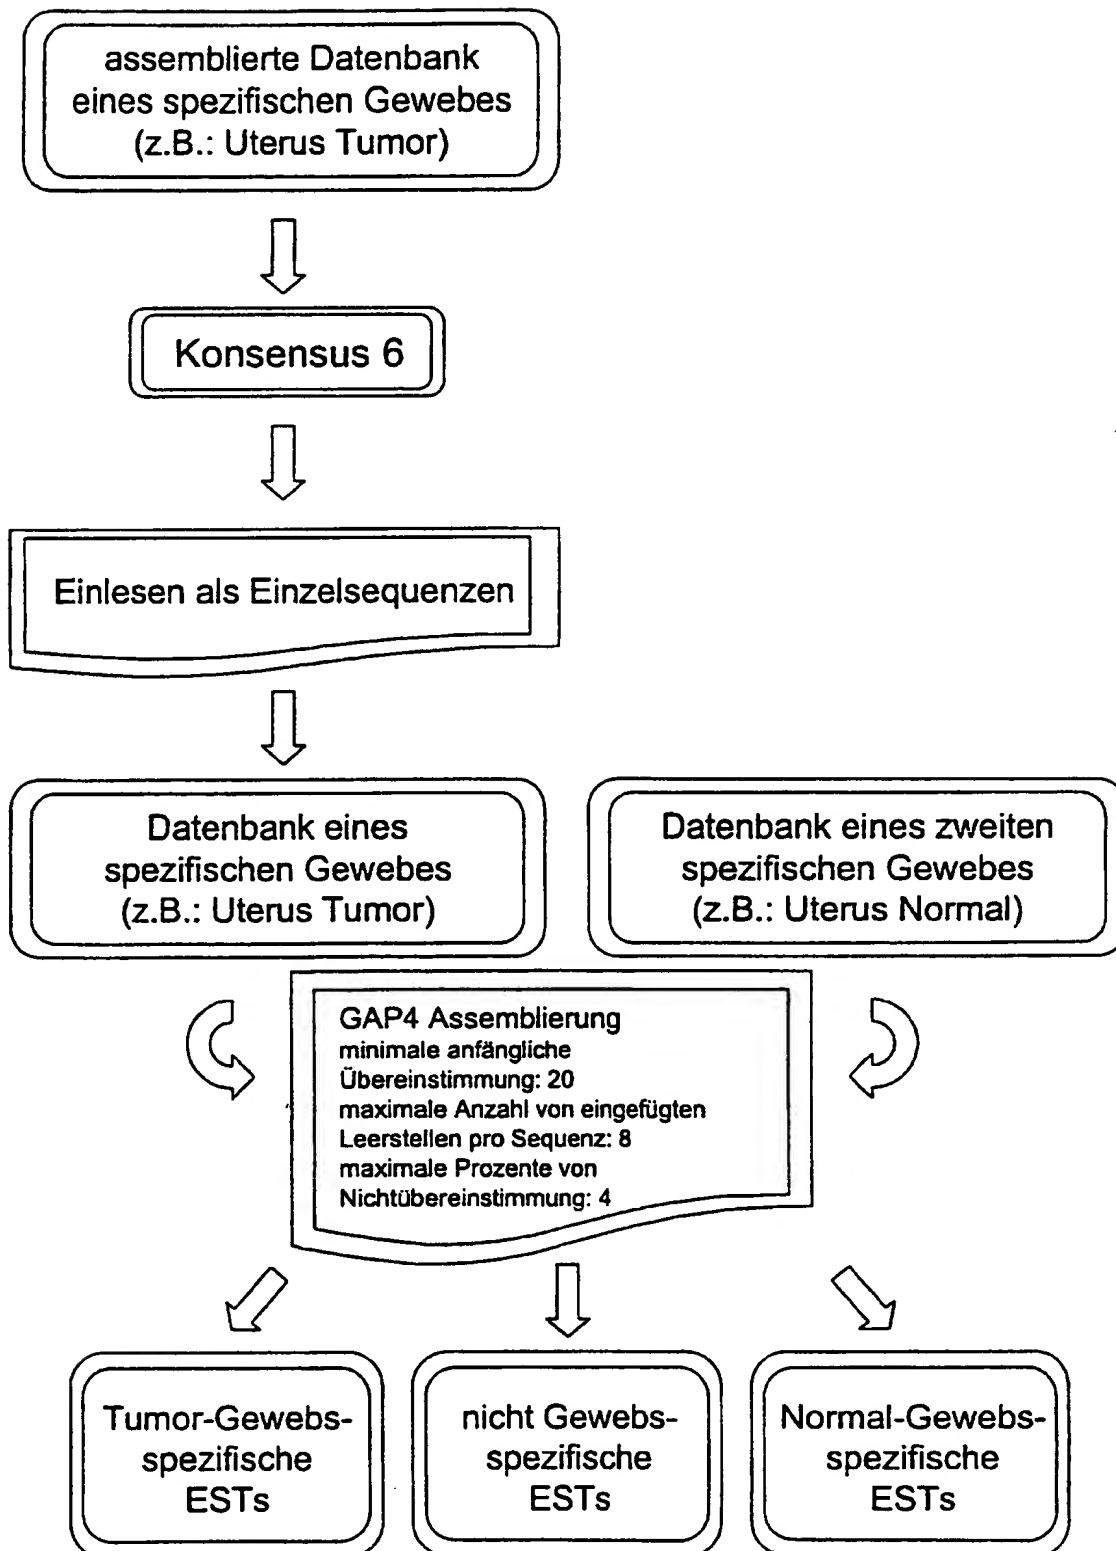 assemblierte Datenbank
eines spezifischen Gewebes
(z.B.: Uterus Tumor)
Konsensus 6
Einlesen als Einzelsequenzen
Datenbank eines
spezifischen Gewebes
(z.B.: Uterus Tumor)
Datenbank eines zweiten
spezifischen Gewebes
(z.B.: Uterus Normal)
GAP4 Assemblierung
minimale anfängliche
Übereinstimmung: 20
maximale Anzahl von eingefügten
Leerstellen pro Sequenz: 8
maximale Prozente von
Nichtübereinstimmung: 4
Tumor-Gewebs-
spezifische
ESTs
nicht Gewebs-
spezifische
ESTs
Normal-Gewebs-
spezifische
ESTs